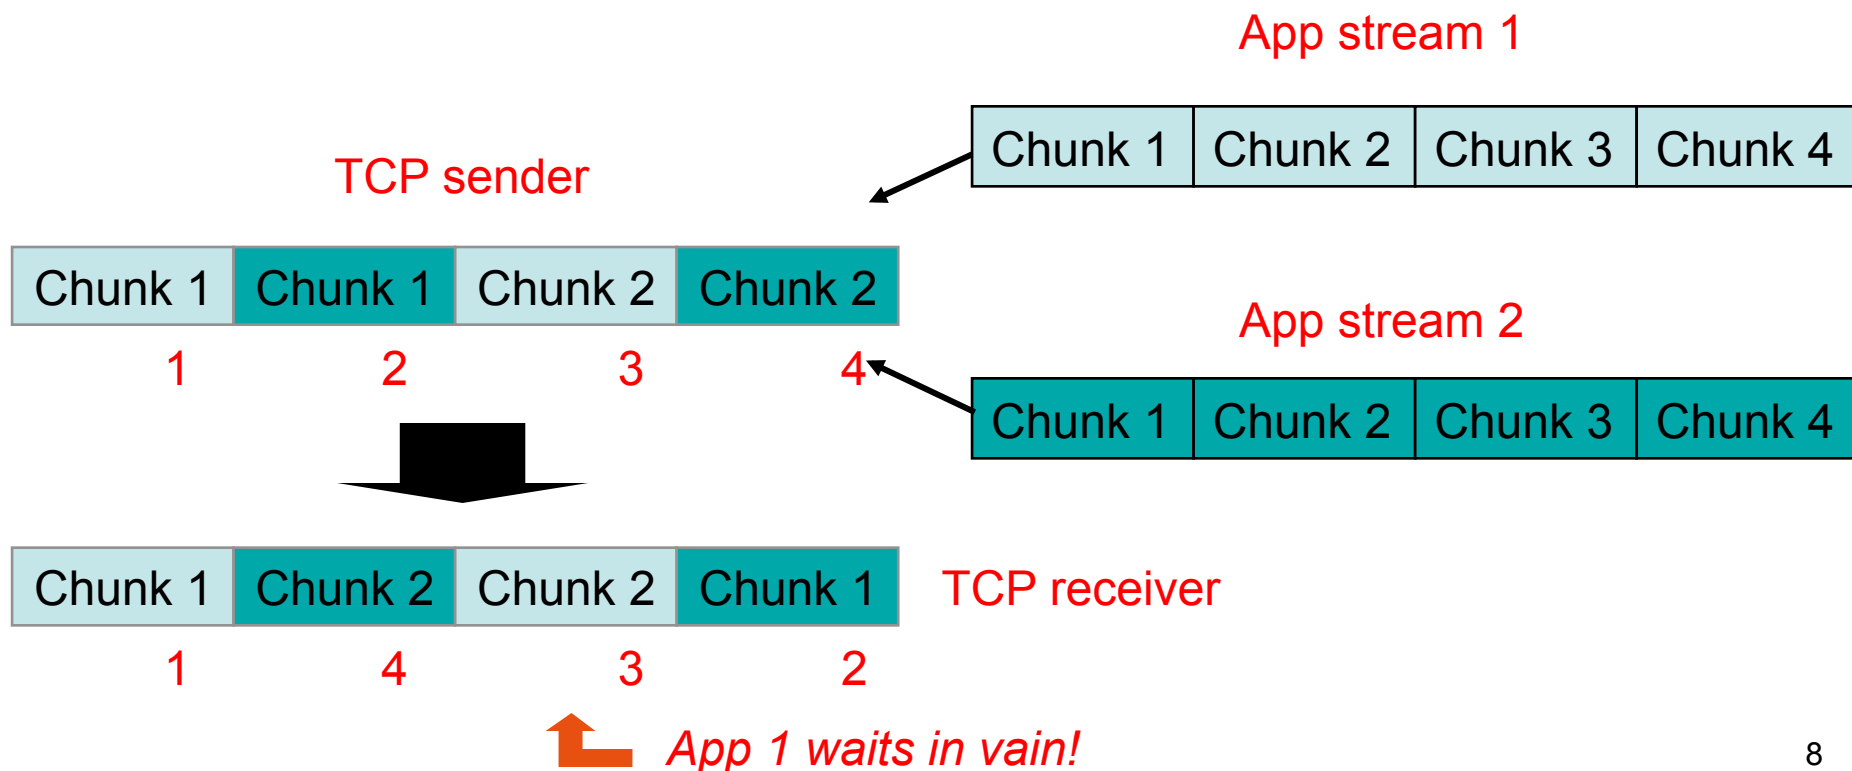 App stream 1
Chunk 1 Chunk 2 Chunk 3 Chunk 4
TCP sender
Chunk 1 Chunk 1 Chunk 2 Chunk 2
1 2 3 4
App stream 2
Chunk 1 Chunk 2 Chunk 3 Chunk 4
Chunk 1 Chunk 2 Chunk 2 Chunk 1
TCP receiver
1 4 3 2
App 1 waits in vain!
8